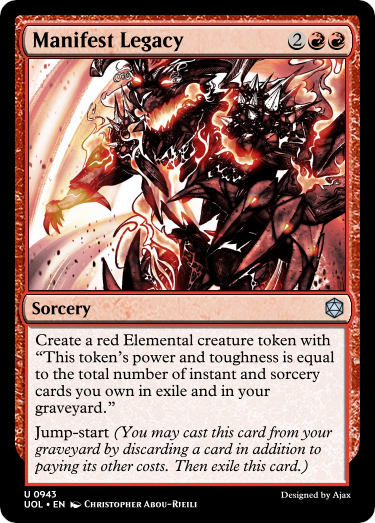 Manifest Legacy 2
Sorcery
Create a red Elemental creature token with
“This token's power and toughness is equal
to the total number of instant and sorcery
cards you own in exile and in your
graveyard.”
Jump-start (You may cast this card from your
graveyard by discarding a card in addition to
paying its other costs. Then exile this card.)
U 0943
UOL • EN Christopher Abou-Rieili
Designed by Ajax